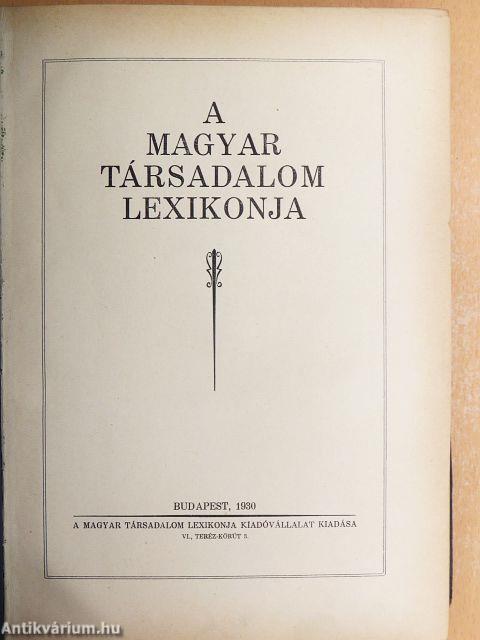 A
MAGYAR
TÁRSADALOM
LEXIKONJA
BUDAPEST, 1930
A MAGYAR TÁRSADALOM LEXIKONJA KIADÓVÁLLALAT KIADÁSA
VI., TERÉZ-KÖRÚT 5.
Antikvárium.hu